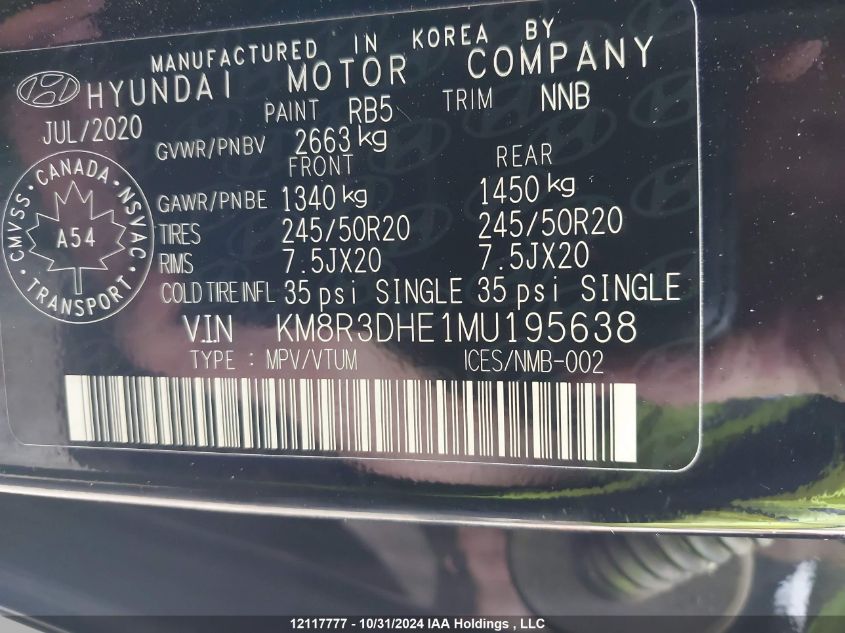 MANUFACTURED IN KOREA BY
HYUNDAI MOTOR COMPANY
JUL/2020 PAINT RB5 TRIM NNB
GVWR/PNBV 2663 kg
FRONT REAR
GAWR/PNBE 1340 kg 1450 kg
TIRES 245/50R20 245/50R20
RIMS 7.5JX20 7.5JX20
COLD TIRE INFL 35 psi SINGLE 35 psi SINGLE
CMVSS · CANADA · NSVAC · TRANSPORT ·
A54
VIN KM8R3DHE1MU195638
TYPE : MPV/VTUM ICES/NMB-002
12117777 - 10/31/2024 IAA Holdings , LLC